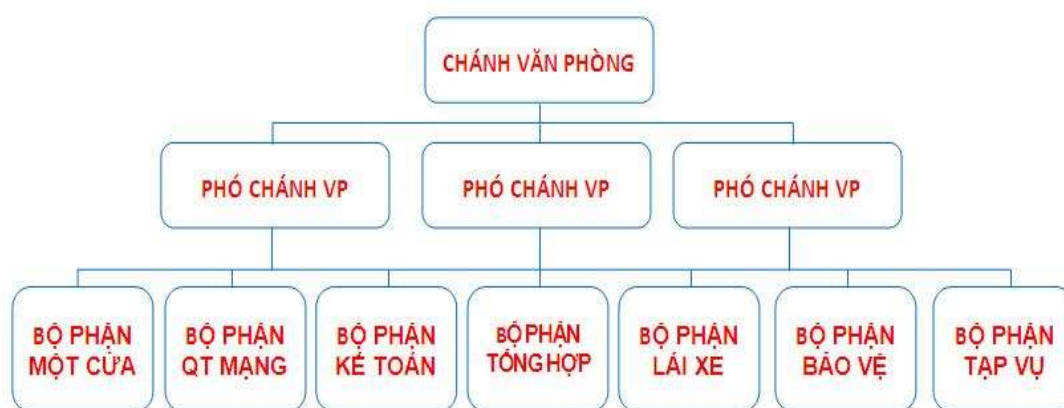 CHÁNH VĂN PHÒNG
PHÓ CHÁNH VP
PHÓ CHÁNH VP
PHÓ CHÁNH VP
BỘ PHẬN
MỘT CỬA
BỘ PHẬN
QT MẠNG
BỘ PHẬN
KẾ TOÁN
BỘ PHẬN
TỔNG HỢP
BỘ PHẬN
LÁI XE
BỘ PHẬN
BẢO VỆ
BỘ PHẬN
TẠP VỤ